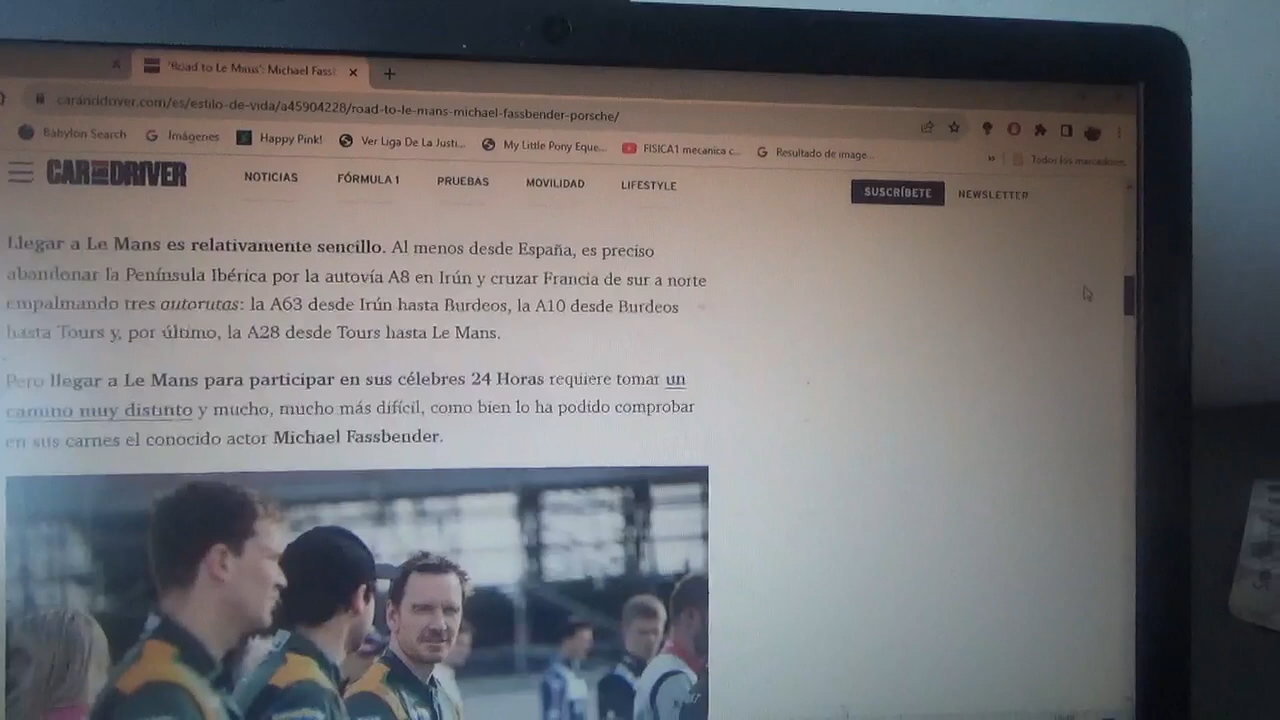 'Road to Le Mans': Michael Fass
caranddriver.com/es/estilo-de-vida/a45904228/road-to-le-mans-michael-fassbender-porsche/
Babylon Search Imágenes Happy Pink! Ver Liga De La Justi... My Little Pony Eque... FISICA1 mecanica c... Resultado de image... » Todos los marcadores
CAR AND DRIVER NOTICIAS FÓRMULA 1 PRUEBAS MOVILIDAD LIFESTYLE SUSCRÍBETE NEWSLETTER
Llegar a Le Mans es relativamente sencillo. Al menos desde España, es preciso
abandonar la Península Ibérica por la autovía A8 en Irún y cruzar Francia de sur a norte
empalmando tres autorutas: la A63 desde Irún hasta Burdeos, la A10 desde Burdeos
hasta Tours y, por último, la A28 desde Tours hasta Le Mans.
Pero llegar a Le Mans para participar en sus célebres 24 Horas requiere tomar un
camino muy distinto y mucho, mucho más difícil, como bien lo ha podido comprobar
en sus carnes el conocido actor Michael Fassbender.